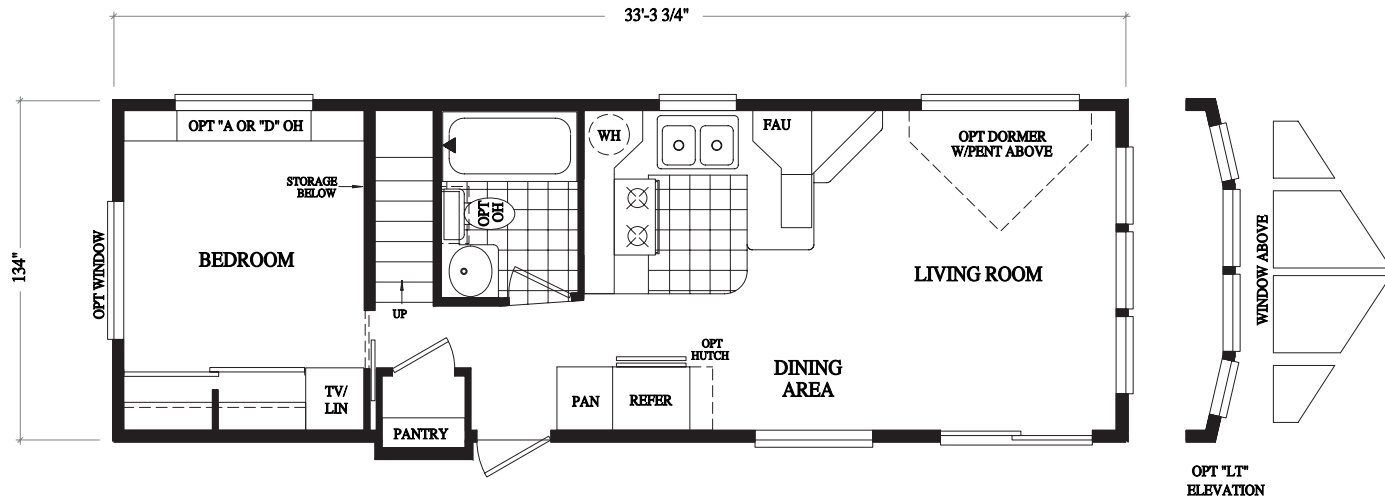 33'-3 3/4"
134"
OPT "A OR "D" OH
WH
FAU
OPT DORMER
W/PENT ABOVE
STORAGE
BELOW
OPT
OH
OPT WINDOW
BEDROOM
LIVING ROOM
WINDOW ABOVE
UP
OPT
HUTCH
DINING
AREA
TV/
LIN
PAN
REFER
PANTRY
OPT "LT"
ELEVATION